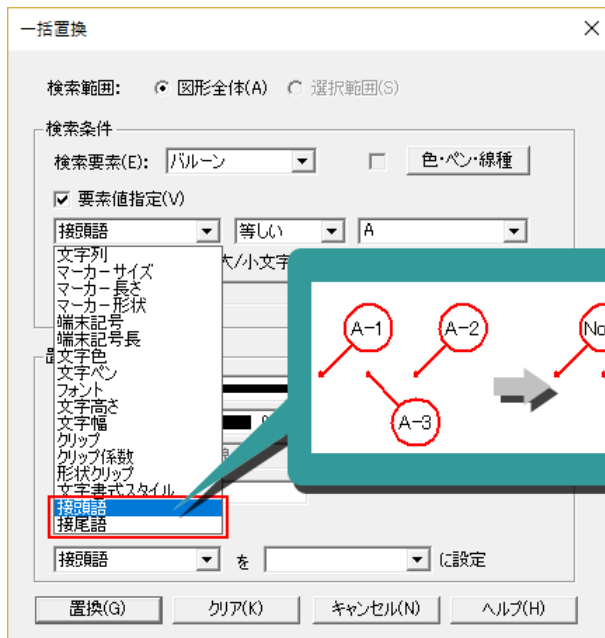 一括置換
検索範囲: 図形全体(A) 選択範囲(S)
検索条件
検索要素(E): バルーン 色・ペン・線種
要素値指定(V)
接頭語 等しい A
文字列
マーカーサイズ
大/小文字
マーカー長さ
マーカー形状
端末記号
端末記号長
文字色
文字ペン
フォント
文字高さ
文字幅
クリップ
クリップ係数
形状クリップ
文字書式スタイル
接頭語
接尾語
A-1
A-2
A-3
接頭語 を に設定
置換(G) クリア(K) キャンセル(N) ヘルプ(H)